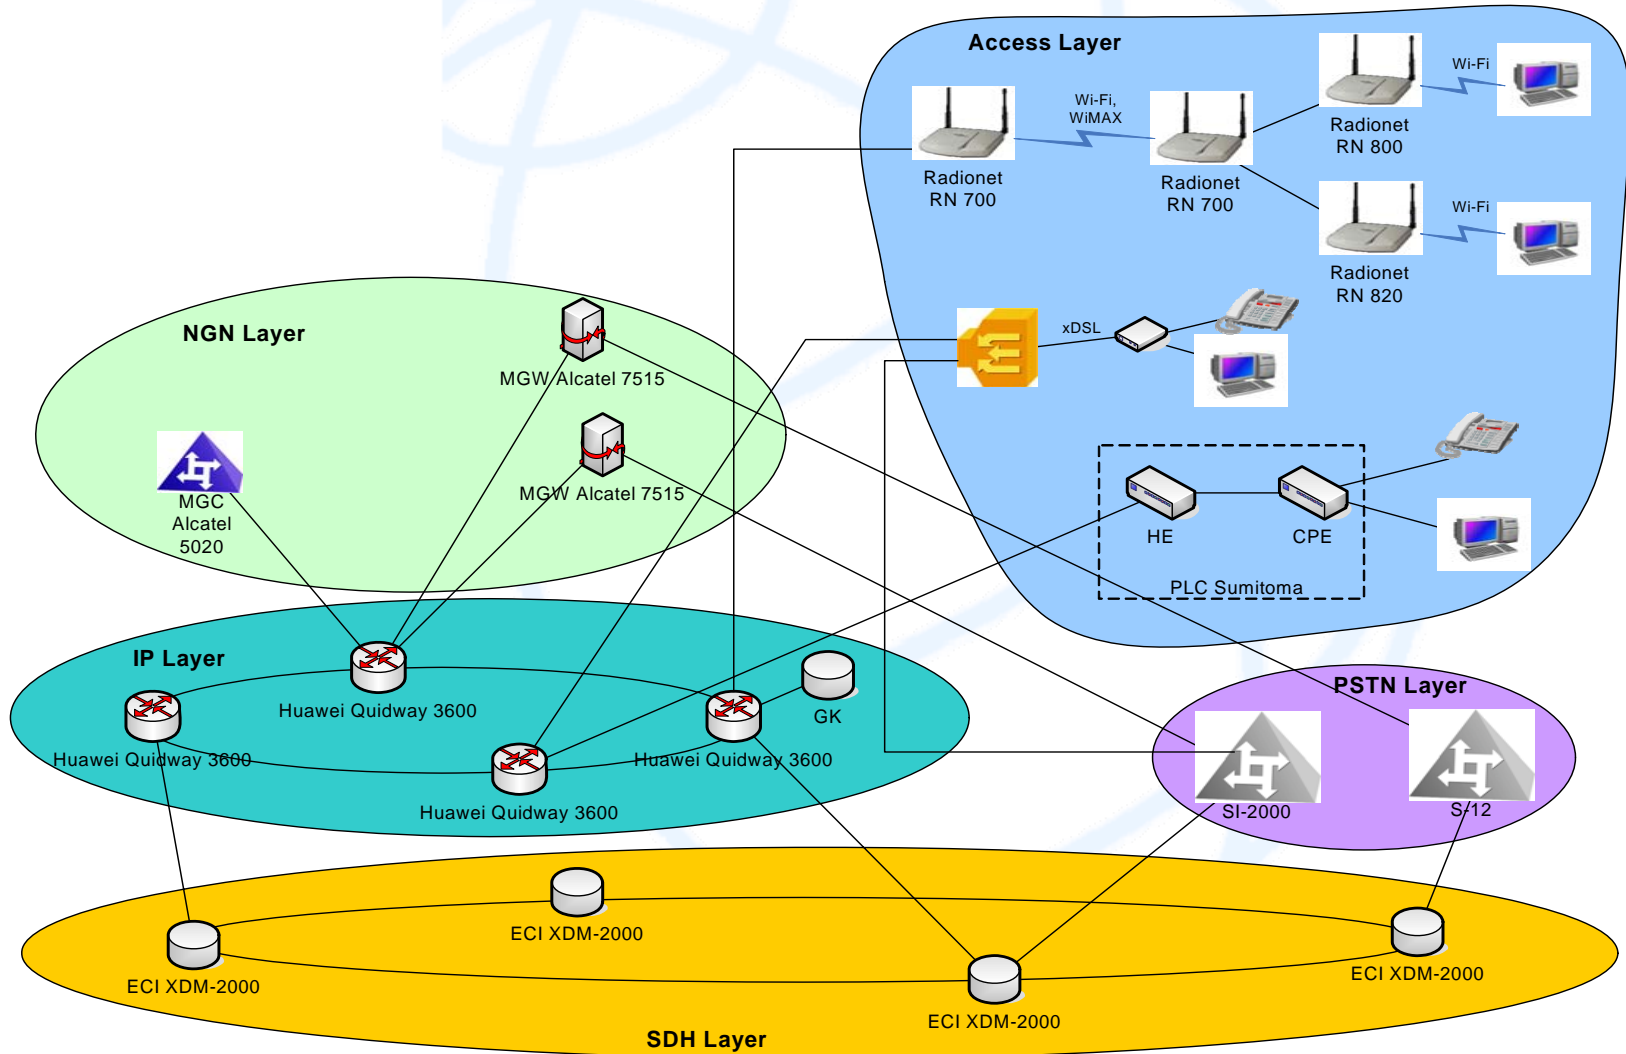 Access Layer
Wi-Fi
Wi-Fi,
WiMAX
Radionet
RN 800
Radionet
RN 700
Radionet
RN 700
Wi-Fi
Radionet
RN 820
NGN Layer
xDSL
MGW Alcatel 7515
MGW Alcatel 7515
MGC
Alcatel
5020
HE
CPE
PLC Sumitoma
IP Layer
PSTN Layer
Huawei Quidway 3600
GK
Huawei Quidway 3600
Huawei Quidway 3600
Huawei Quidway 3600
SI-2000
S-12
ECI XDM-2000
ECI XDM-2000
ECI XDM-2000
ECI XDM-2000
SDH Layer